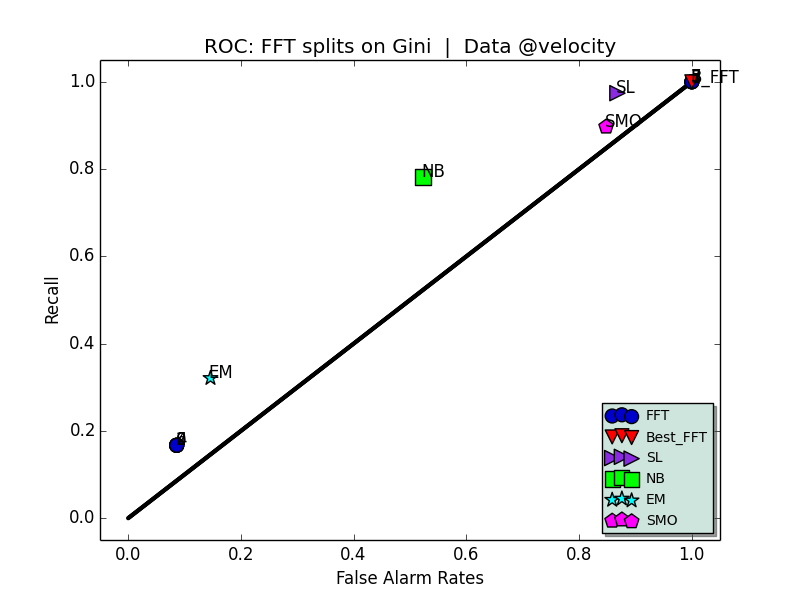 ROC: FFT splits on Gini | Data @velocity
Recall
1.0
0.8
0.6
0.4
0.2
0.0
0.0
0.2
0.4
0.6
0.8
1.0
False Alarm Rates
_FFT
SL
SMO
NB
EM
FFT
Best_FFT
SL
NB
EM
SMO